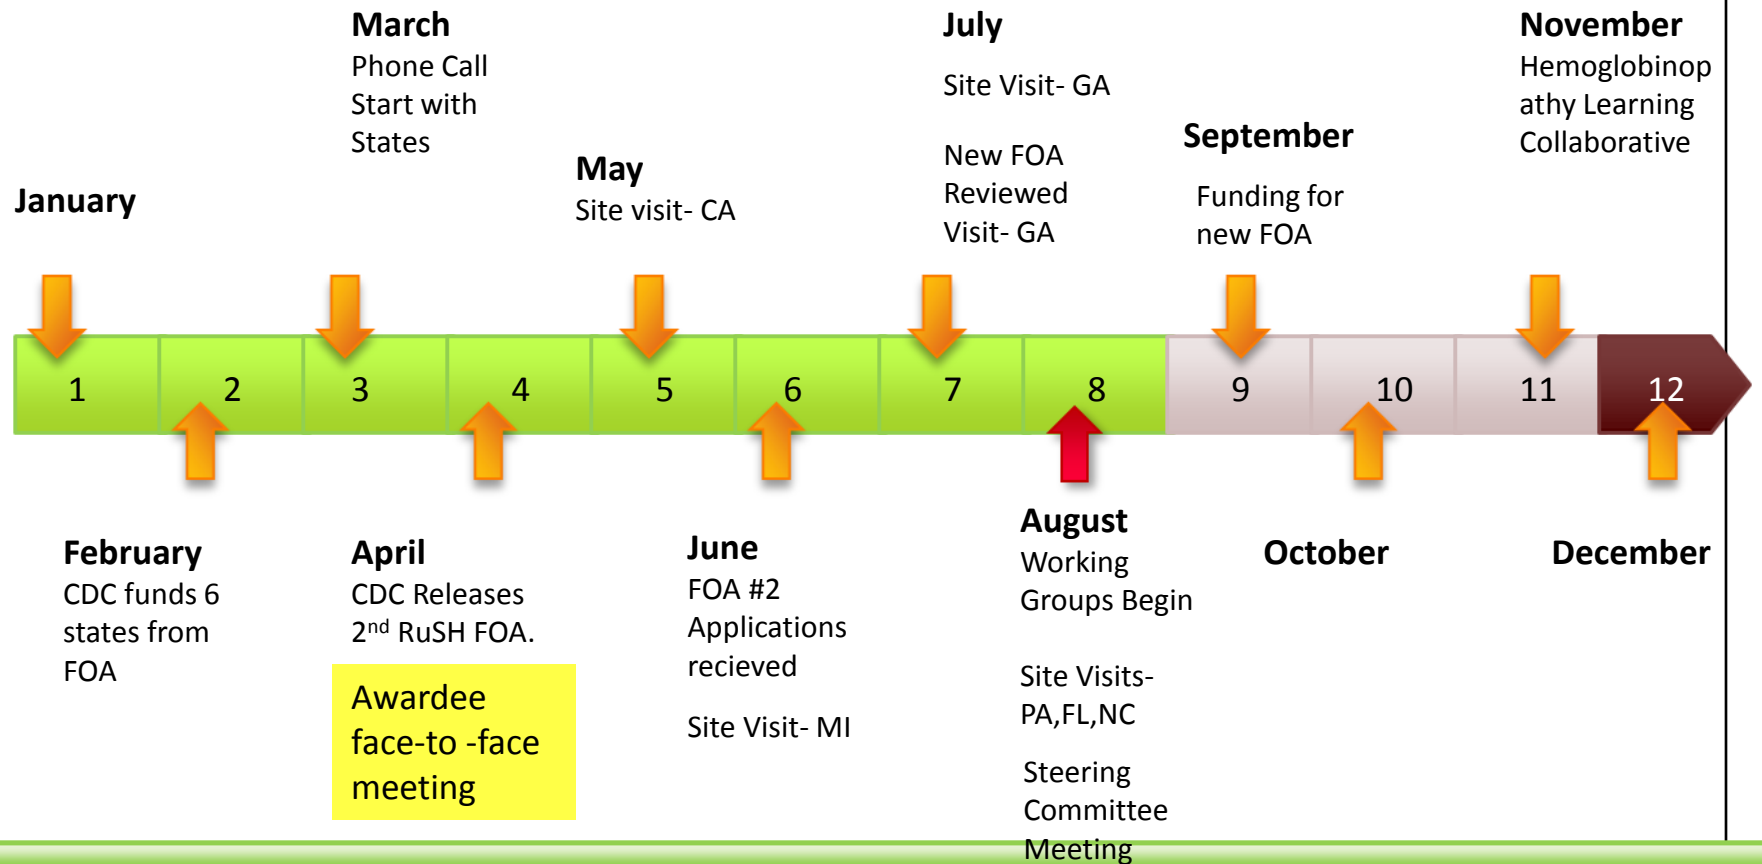 March
Phone Call
Start with
States
July
Site Visit- GA
New FOA
Reviewed
Visit- GA
November
Hemoglobinop
athy Learning
Collaborative
September
Funding for
new FOA
May
Site visit- CA
January
1
2
3
4
5
6
7
8
9
10
11
12
February
CDC funds 6
states from
FOA
April
CDC Releases
2nd RuSH FOA.
Awardee
face-to -face
meeting
June
FOA #2
Applications
recieved
Site Visit- MI
August
Working
Groups Begin
Site Visits-
PA,FL,NC
Steering
Committee
Meeting
October
December